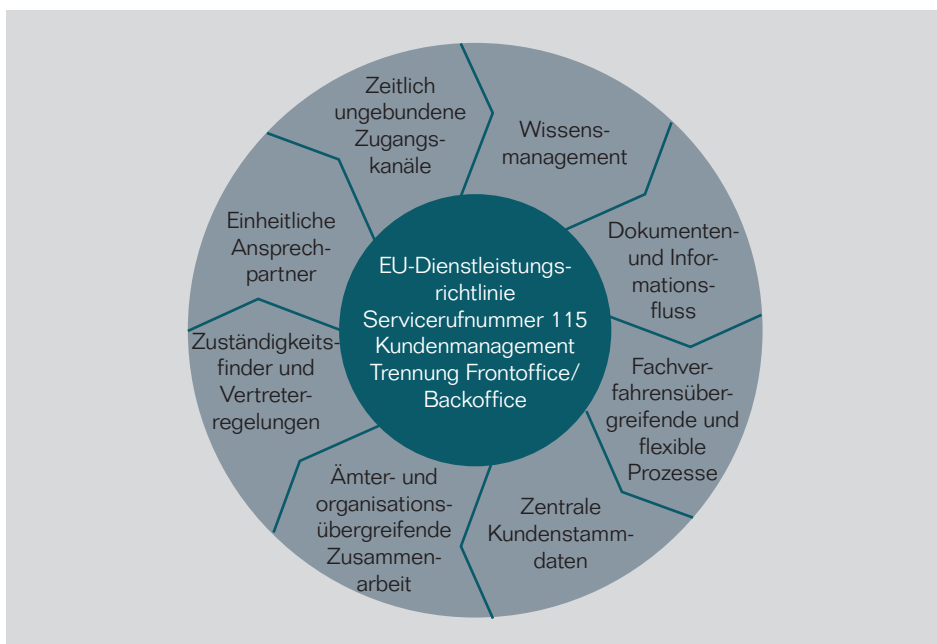 Zeitlich
ungebundene
Zugangs-
kanäle
Wissens-
management
Dokumenten-
und Infor-
mations-
fluss
Fachver-
fahrensüber-
greifende und
flexible
Prozesse
Zentrale
Kundenstamm-
daten
Ämter- und
organisations-
übergreifende
Zusammen-
arbeit
Zuständigkeits-
finder und
Vertreter-
regelungen
Einheitliche
Ansprech-
partner
EU-Dienstleistungs-
richtlinie
Servicerufnummer 115
Kundenmanagement
Trennung Frontoffice/
Backoffice